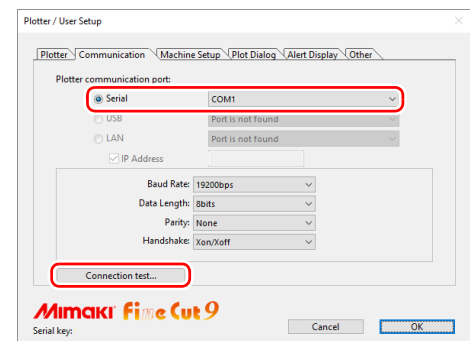 Plotter / User Setup
Plotter Communication Machine Setup Plot Dialog Alert Display Other
Plotter communication port:
Serial COM1
USB Port is not found
LAN Port is not found
IP Address
Baud Rate: 19200bps
Data Length: 8bits
Parity: None
Handshake: Xon/Xoff
Connection test...
Mimaki Fine Cut 9
Serial key:
Cancel OK